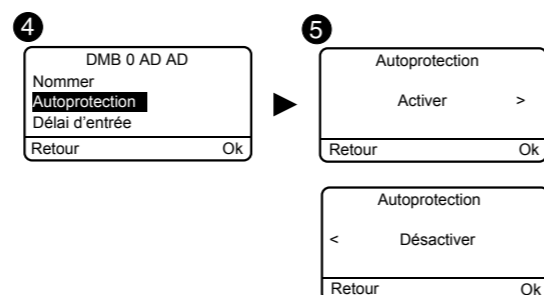 4
DMB 0 AD AD
Nommer
Autoprotection
Délai d'entrée
Retour Ok
5
Autoprotection
Activer >
Retour Ok
Autoprotection
< Désactiver
Retour Ok